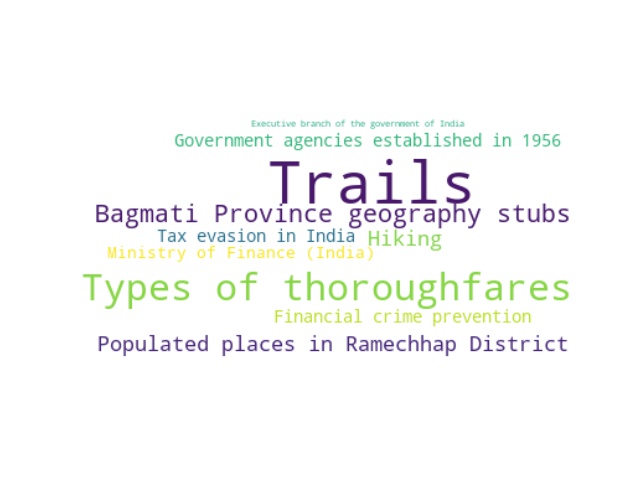 Executive branch of the government of India
Government agencies established in 1956
Trails
Bagmati Province geography stubs
Tax evasion in India
Hiking
Ministry of Finance (India)
Types of thoroughfares
Financial crime prevention
Populated places in Ramechhap District